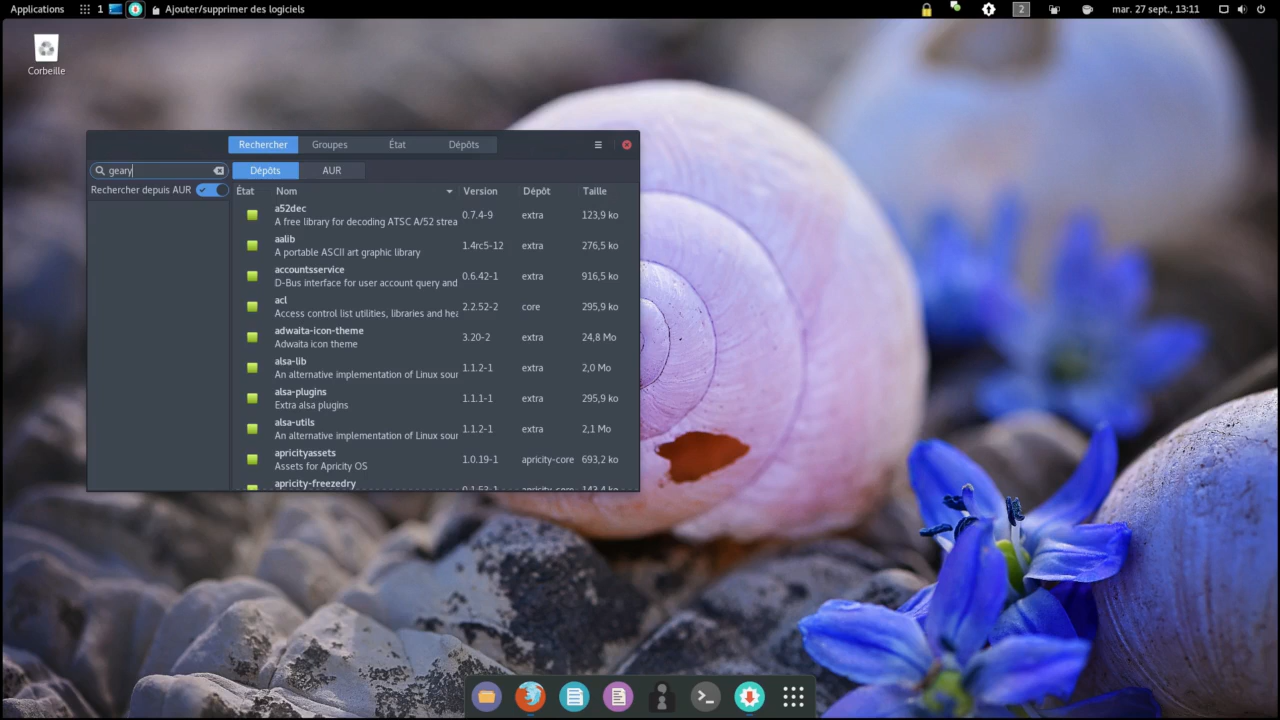 Applications 1 Ajouter/supprimer des logiciels 2 mar. 27 sept., 13:11
Corbeille
Rechercher Groupes État Dépôts
geary Dépôts AUR
Rechercher depuis AUR État Nom Version Dépôt Taille
a52dec
A free library for decoding ATSC A/52 strea 0.7.4-9 extra 123,9 ko
aalib
A portable ASCII art graphic library 1.4rc5-12 extra 276,5 ko
accountsservice
D-Bus interface for user account query and 0.6.42-1 extra 916,5 ko
acl
Access control list utilities, libraries and hea 2.2.52-2 core 295,9 ko
adwaita-icon-theme
Adwaita icon theme 3.20-2 extra 24,8 Mo
alsa-lib
An alternative implementation of Linux sour 1.1.2-1 extra 2,0 Mo
alsa-plugins
Extra alsa plugins 1.1.1-1 extra 295,9 ko
alsa-utils
An alternative implementation of Linux sour 1.1.2-1 extra 2,1 Mo
apricityassets
Assets for Apricity OS 1.0.19-1 apricity-core 693,2 ko
apricity-freezedry